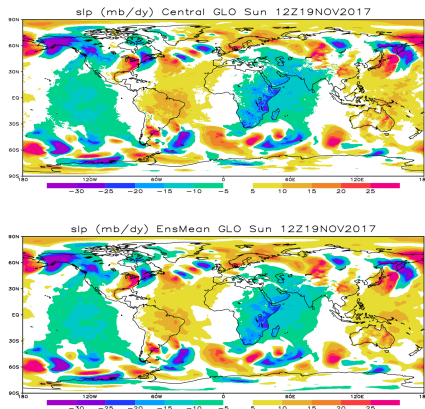 slp (mb/dy) Central GLO Sun 12Z19NOV2017
90N
60N
30N
EQ
30S
60S
90S
180 120W 60W 0 60E 120E 18
-30 -25 -20 -15 -10 -5 5 10 15 20 25
slp (mb/dy) EnsMean GLO Sun 12Z19NOV2017
90N
60N
30N
EQ
30S
60S
90S
180 120W 60W 0 60E 120E 18
-30 -25 -20 -15 -10 -5 5 10 15 20 25